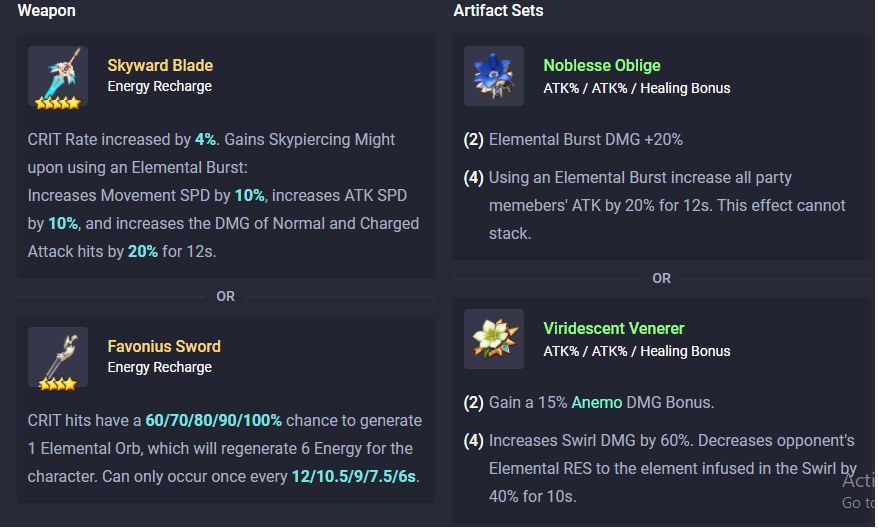 Weapon
Skyward Blade
Energy Recharge
CRIT Rate increased by 4%. Gains Skypiercing Might
upon using an Elemental Burst:
Increases Movement SPD by 10%, increases ATK SPD
by 10%, and increases the DMG of Normal and Charged
Attack hits by 20% for 12s.
OR
Favonius Sword
Energy Recharge
CRIT hits have a 60/70/80/90/100% chance to generate
1 Elemental Orb, which will regenerate 6 Energy for the
character. Can only occur once every 12/10.5/9/7.5/6s.
Artifact Sets
Noblesse Oblige
ATK% / ATK% / Healing Bonus
(2) Elemental Burst DMG +20%
(4) Using an Elemental Burst increase all party
memebers' ATK by 20% for 12s. This effect cannot
stack.
OR
Viridescent Venerer
ATK% / ATK% / Healing Bonus
(2) Gain a 15% Anemo DMG Bonus.
(4) Increases Swirl DMG by 60%. Decreases opponent's
Elemental RES to the element infused in the Swirl by
40% for 10s.
Acti
Go to